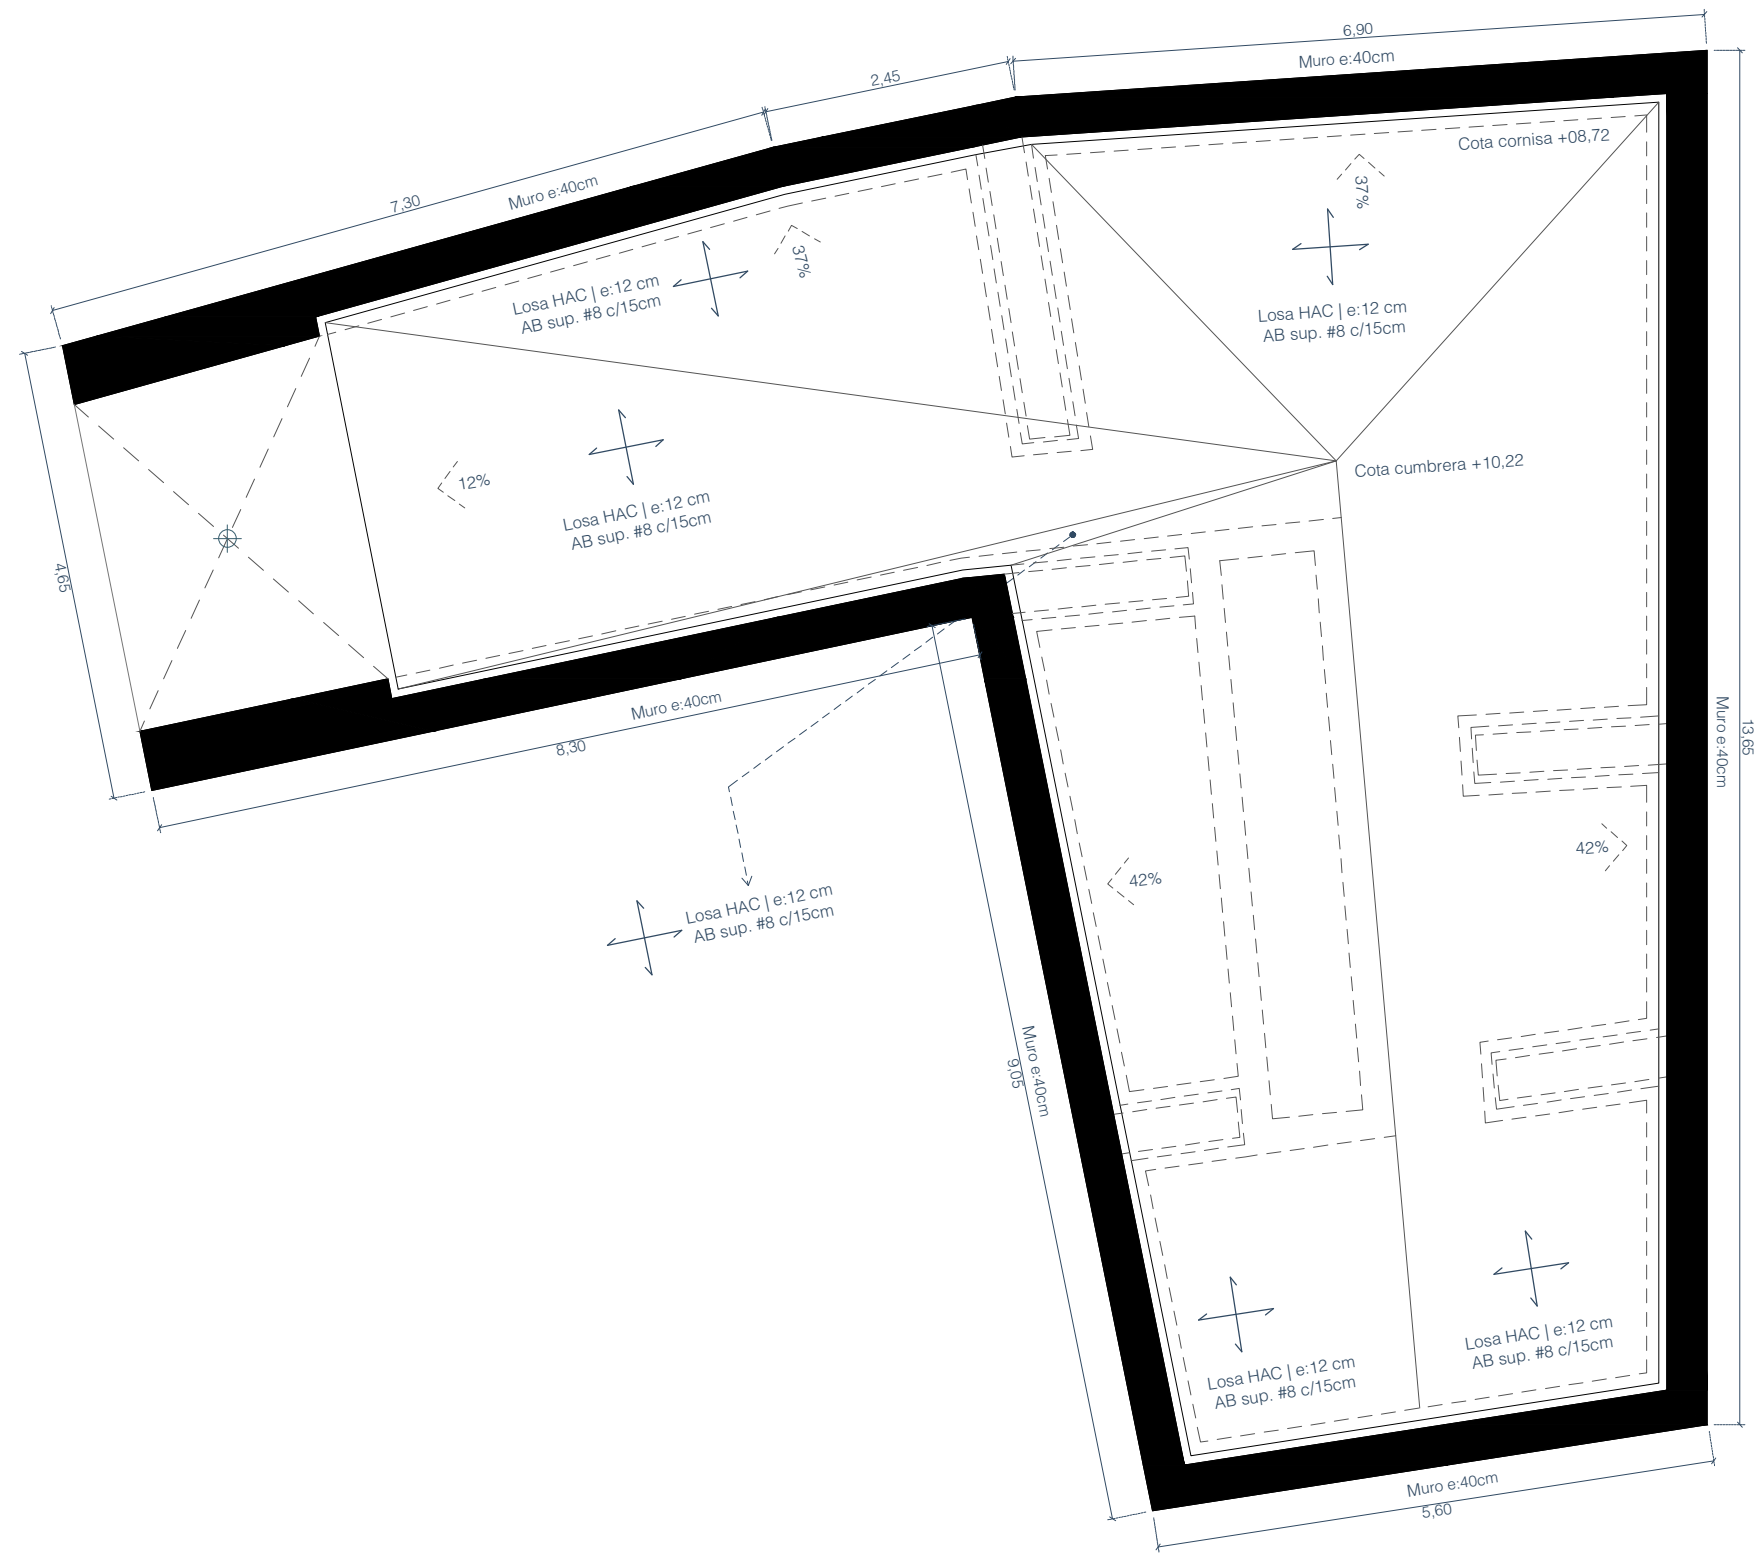 6,90
Muro e:40cm
2,45
Cota cornisa +08,72
7,30
Muro e:40cm
37%
37%
Losa HAC | e:12 cm
AB sup. #8 c/15cm
Losa HAC | e:12 cm
AB sup. #8 c/15cm
12%
Cota cumbrera +10,22
Losa HAC | e:12 cm
AB sup. #8 c/15cm
4,65
Muro e:40cm
8,30
Muro e:40cm
13,65
42%
42%
Losa HAC | e:12 cm
AB sup. #8 c/15cm
Muro e:40cm
9,05
Losa HAC | e:12 cm
AB sup. #8 c/15cm
Losa HAC | e:12 cm
AB sup. #8 c/15cm
Muro e:40cm
5,60